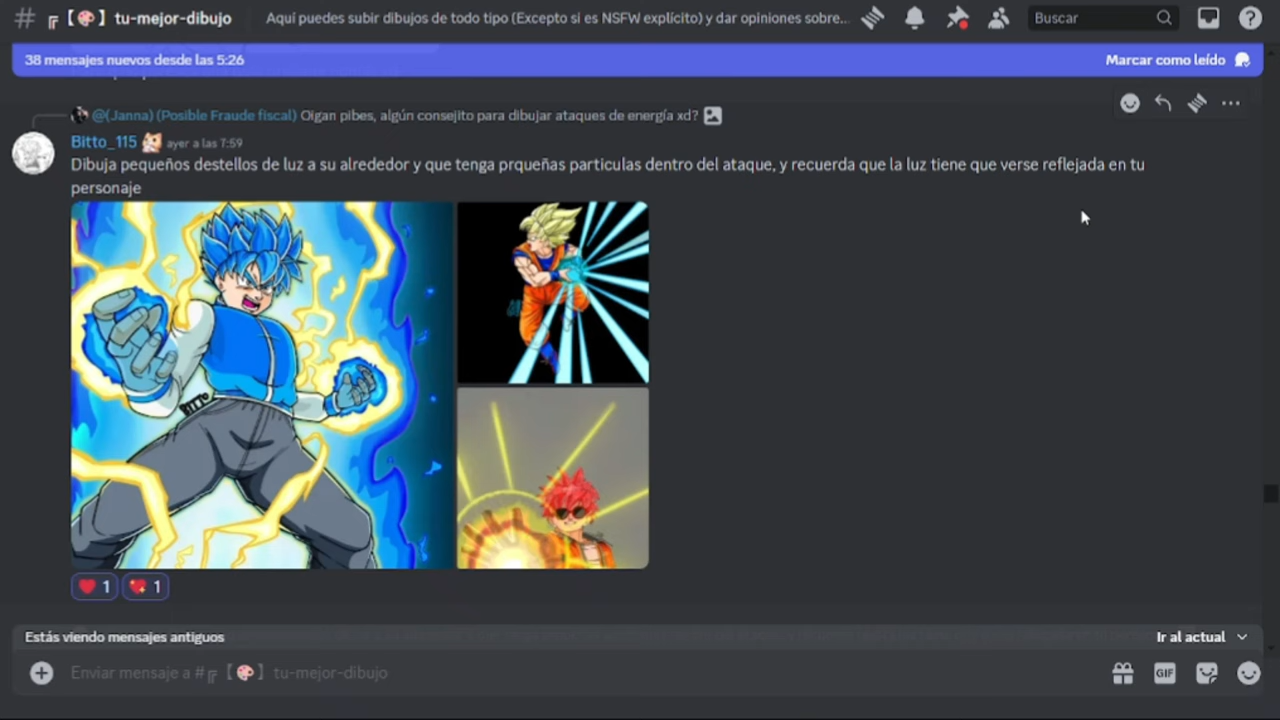 # ╔【🎨】tu-mejor-dibujo
Aquí puedes subir dibujos de todo tipo (Excepto si es NSFW explícito) y dar opiniones sobre...
Buscar
38 mensajes nuevos desde las 5:26
Marcar como leído
@(Janna) (Posible Fraude fiscal) Oigan pibes, algún consejito para dibujar ataques de energía xd?
Bitto_115 ayer a las 7:59
Dibuja pequeños destellos de luz a su alrededor y que tenga prqueñas particulas dentro del ataque, y recuerda que la luz tiene que verse reflejada en tu
personaje
BITTO
❤️ 1 💖 1
Estás viendo mensajes antiguos
Ir al actual
Enviar mensaje a #╔【🎨】tu-mejor-dibujo
GIF